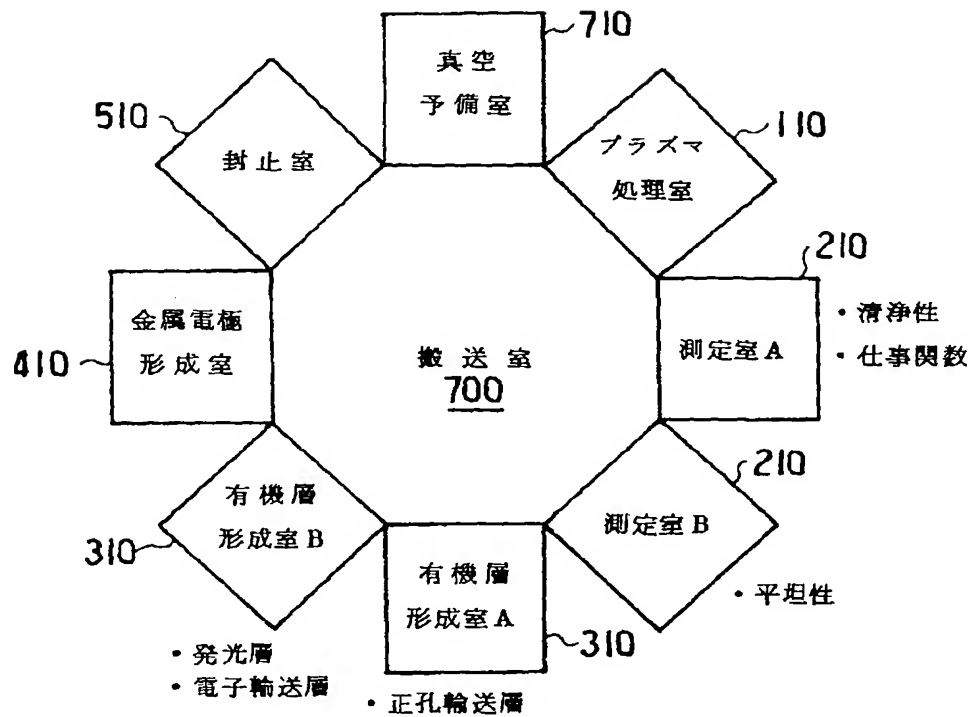 710
真空
予備室
510
封止室
110
プラズマ
処理室
210
測定室A
・清浄性
・仕事関数
金属電極
形成室
410
搬送室
700
有機層
形成室B
310
・発光層
・電子輸送層
有機層
形成室A
310
・正孔輸送層
210
測定室B
・平坦性